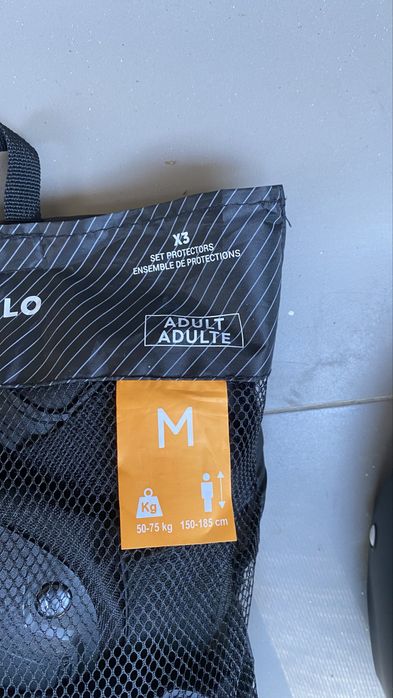 X3
SET PROTECTORS
ENSEMBLE DE PROTECTIONS
LO
ADULT
ADULTE
M
Kg
50-75 kg 150-185 cm